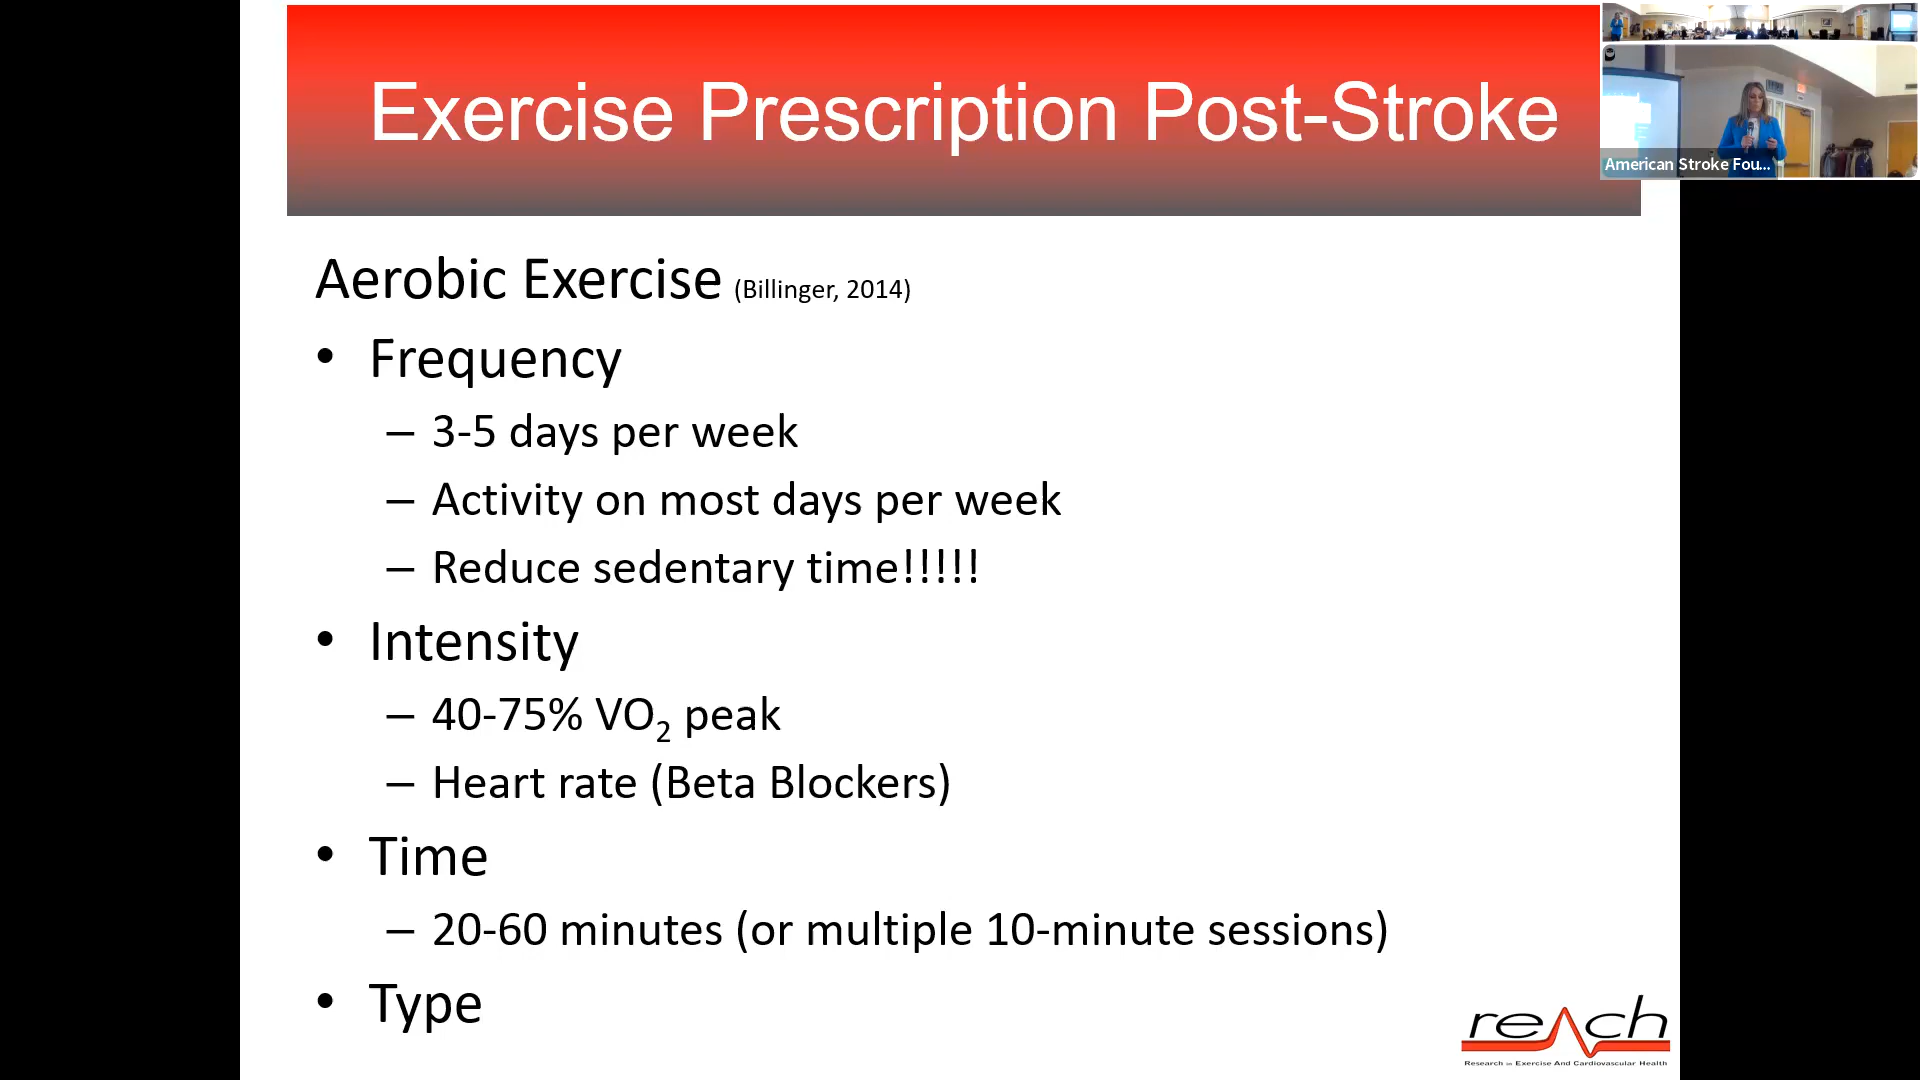 Exercise Prescription Post-Stroke
American Stroke Fou...
Aerobic Exercise (Billinger, 2014)
• Frequency
– 3-5 days per week
– Activity on most days per week
– Reduce sedentary time!!!!!
• Intensity
– 40-75% VO₂ peak
– Heart rate (Beta Blockers)
• Time
– 20-60 minutes (or multiple 10-minute sessions)
• Type
reach
Research in Exercise And Cardiovascular Health